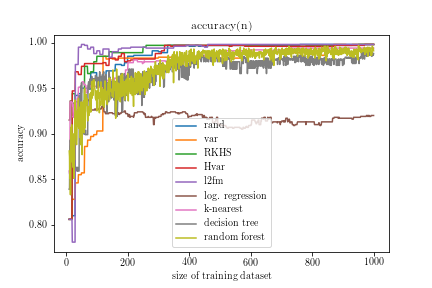 accuracy(n)
1.00
0.95
0.90
0.85
0.80
accuracy
0 200 400 600 800 1000
size of training dataset
rand
var
RKHS
Hvar
l2fm
log. regression
k-nearest
decision tree
random forest